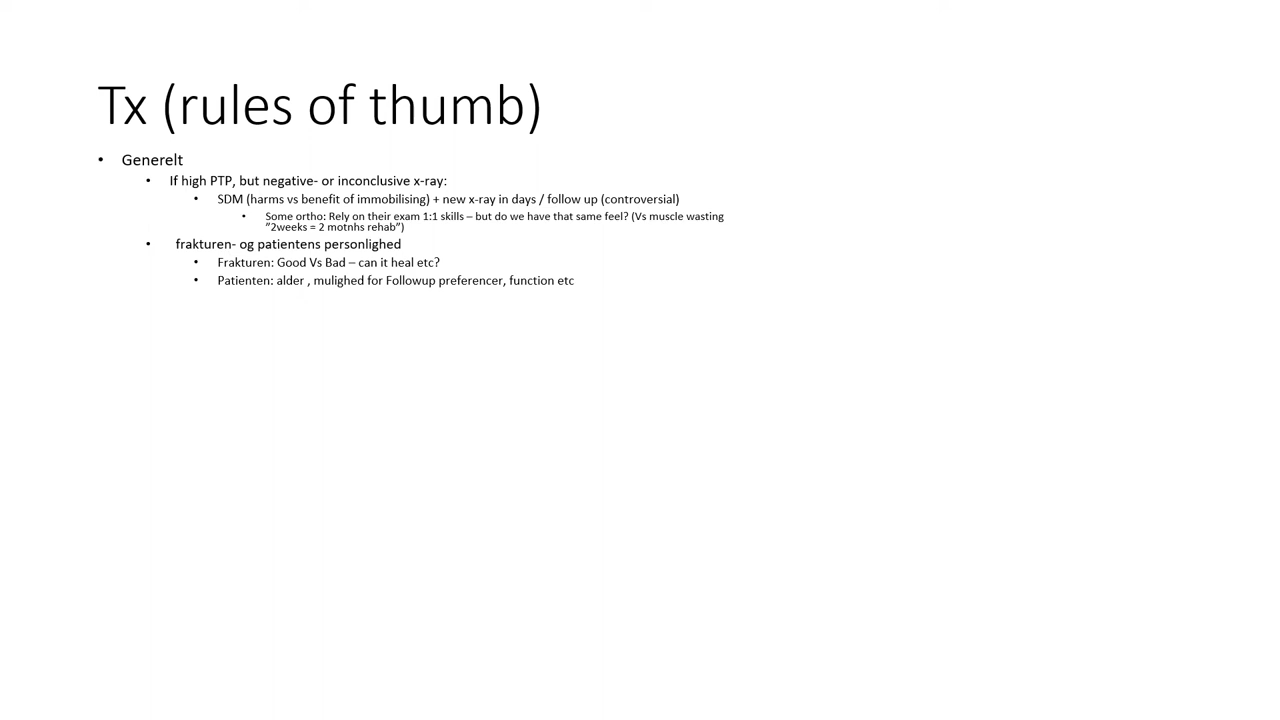 Tx (rules of thumb)
• Generelt
• If high PTP, but negative- or inconclusive x-ray:
• SDM (harms vs benefit of immobilising) + new x-ray in days / follow up (controversial)
• Some ortho: Rely on their exam 1:1 skills – but do we have that same feel? (Vs muscle wasting
”2weeks = 2 motnhs rehab”)
• frakturen- og patientens personlighed
• Frakturen: Good Vs Bad – can it heal etc?
• Patienten: alder , mulighed for Followup preferencer, function etc